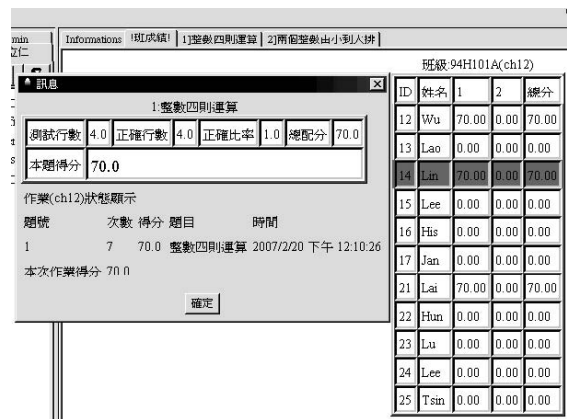 min
Informations !班成績! 1]整數四則運算 2]兩個整數由小到大排
立仁
班級:94H101A(ch12)
訊息
1:整數四則運算
測試行數 4.0 正確行數 4.0 正確比率 1.0 總配分 70.0
本題得分 70.0
作業(ch12)狀態顯示
題號 次數 得分 題目 時間
1 7 70.0 整數四則運算 2007/2/20 下午 12:10:26
本次作業得分 70.0
確定
ID 姓名 1 2 總分
12 Wu 70.00 0.00 70.00
13 Lao 0.00 0.00 0.00
14 Lin 70.00 0.00 70.00
15 Lee 0.00 0.00 0.00
16 His 0.00 0.00 0.00
17 Jan 0.00 0.00 0.00
21 Lai 70.00 0.00 70.00
22 Hun 0.00 0.00 0.00
23 Lu 0.00 0.00 0.00
24 Lee 0.00 0.00 0.00
25 Tsin 0.00 0.00 0.00